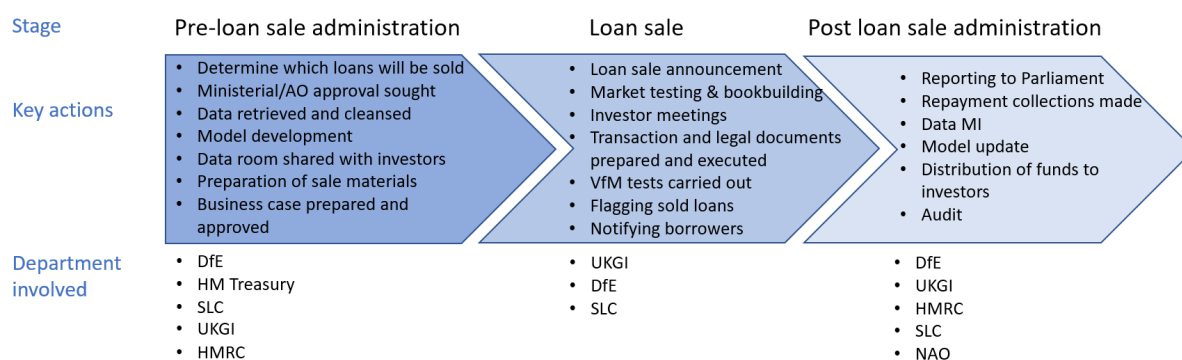 Stage
Pre-loan sale administration
Loan sale
Post loan sale administration
Key actions
• Determine which loans will be sold
• Ministerial/AO approval sought
• Data retrieved and cleansed
• Model development
• Data room shared with investors
• Preparation of sale materials
• Business case prepared and
approved
• Loan sale announcement
• Market testing & bookbuilding
• Investor meetings
• Transaction and legal documents
prepared and executed
• VfM tests carried out
• Flagging sold loans
• Notifying borrowers
• Reporting to Parliament
• Repayment collections made
• Data MI
• Model update
• Distribution of funds to
investors
• Audit
Department
involved
• DfE
• HM Treasury
• SLC
• UKGI
• HMRC
• UKGI
• DfE
• SLC
• DfE
• UKGI
• HMRC
• SLC
• NAO